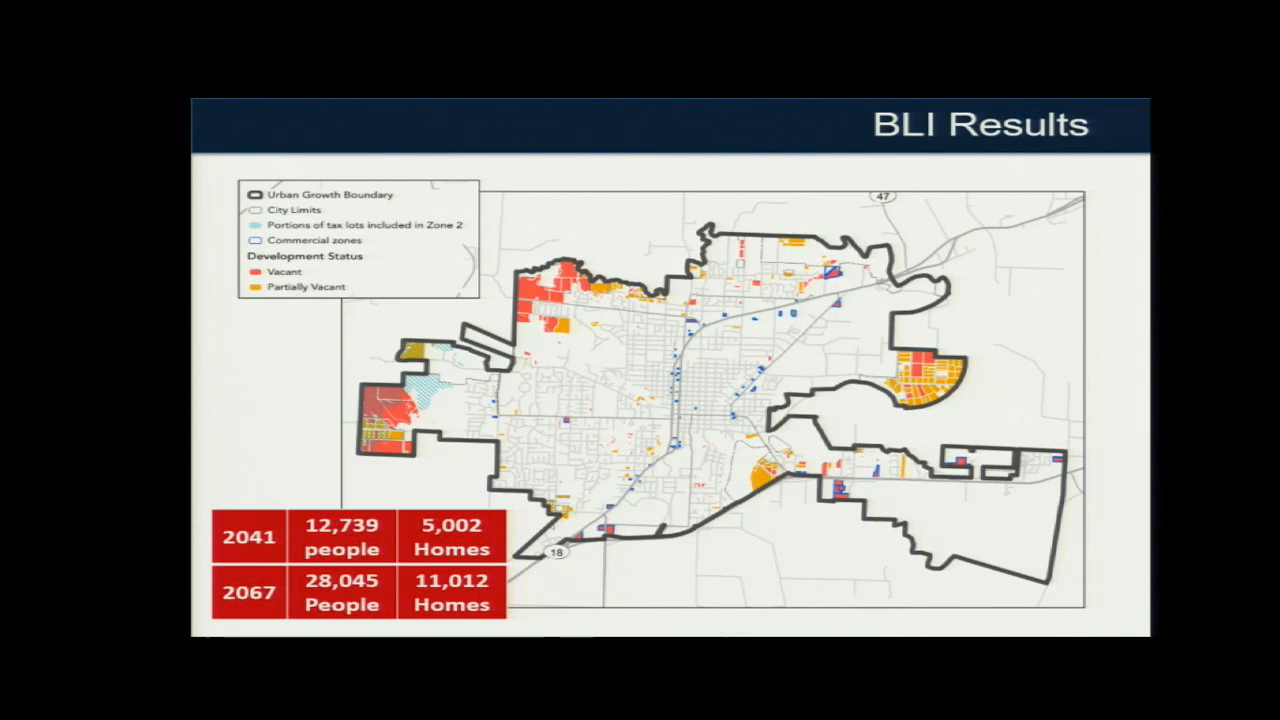 BLI Results
Urban Growth Boundary
City Limits
Portions of tax lots included in Zone 2
Commercial zones
Development Status
Vacant
Partially Vacant
47
18
2041 12,739 people 5,002 Homes
2067 28,045 People 11,012 Homes